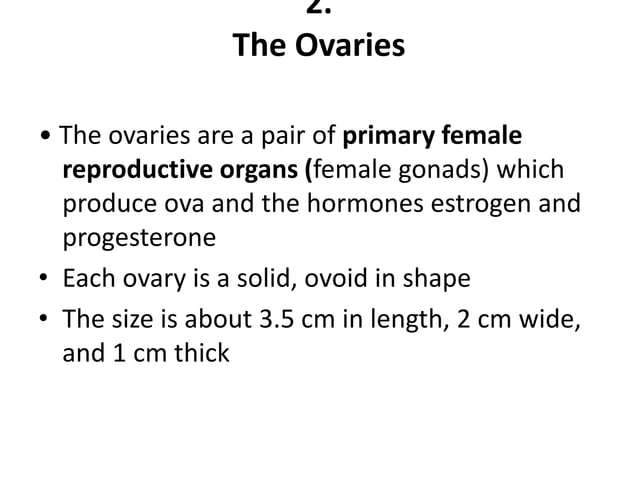 2.
The Ovaries
• The ovaries are a pair of primary female
reproductive organs (female gonads) which
produce ova and the hormones estrogen and
progesterone
• Each ovary is a solid, ovoid in shape
• The size is about 3.5 cm in length, 2 cm wide,
and 1 cm thick